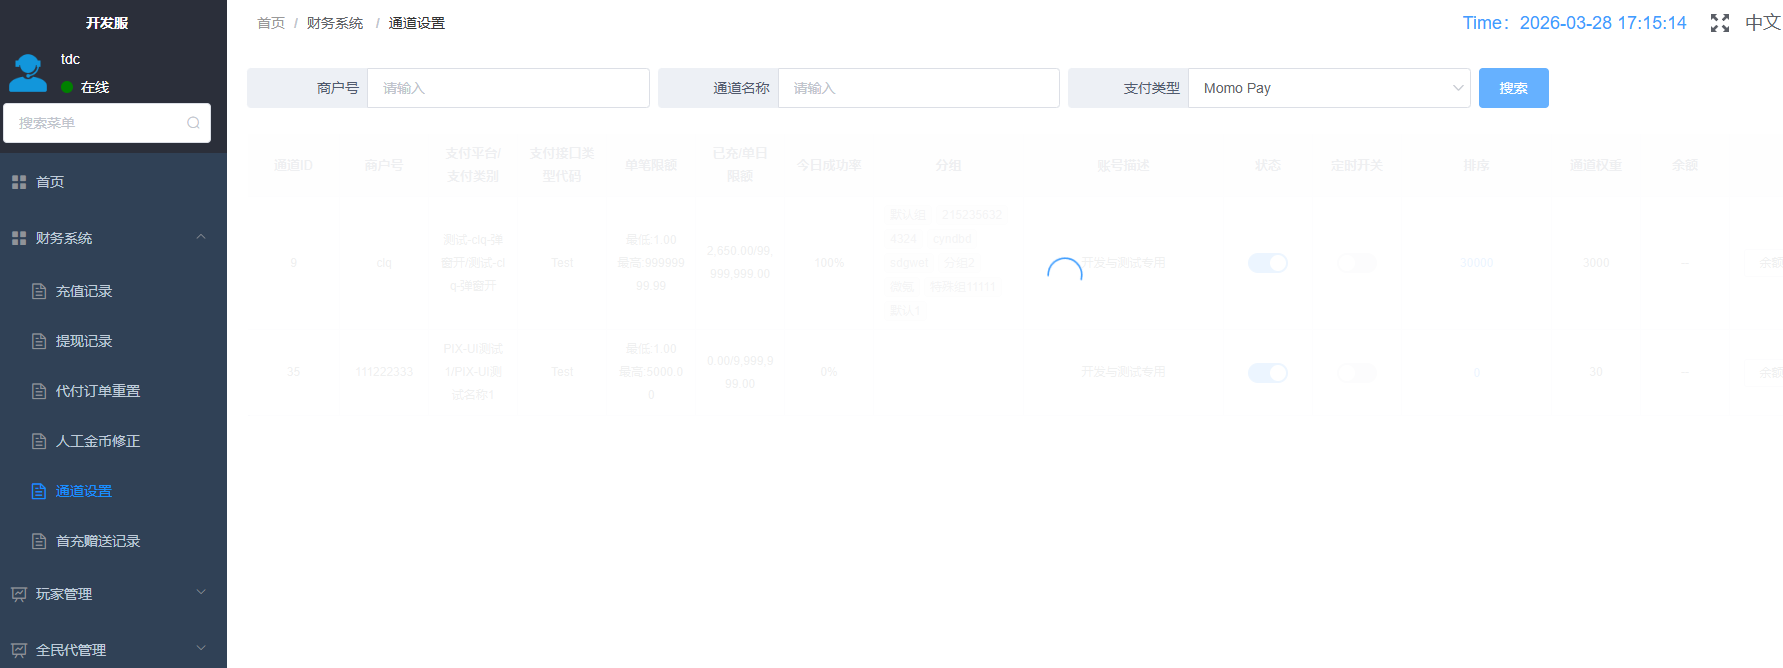 开发服
tdc
在线
搜索菜单
首页
财务系统
充值记录
提现记录
代付订单重置
人工金币修正
通道设置
首充赠送记录
玩家管理
全民代管理
首页 / 财务系统 / 通道设置
Time：2026-03-28 17:15:14
中文
商户号 请输入
通道名称 请输入
支付类型 Momo Pay
搜索
通道ID
商户号
支付平台/
支付类别
支付接口类
型代码
单笔限额
已充/单日
限额
今日成功率
分组
账号描述
状态
定时开关
排序
通道权重
余额
9
ciq
测试-ciq-弹
窗开/测试-ci
q-弹窗开
Test
最低:1.00
最高:999999
99.99
2,650.00/99,
999,999.00
100%
默认组 215235632
4324 cyndbd
sdgwet 分组2
特殊组11111
默认1
开发与测试专用
30000
3000
--
余额
35
111222333
PIX-UI测试
1/PIX-UI测
试名称1
Test
最低:1.00
最高:5000.0
0
0.00/9,999,9
99.00
0%
开发与测试专用
0
30
--
余额